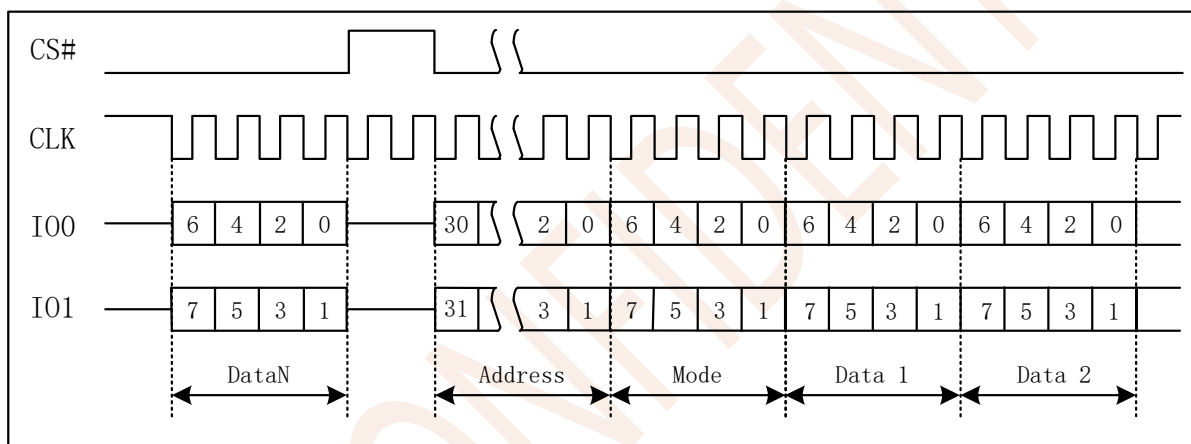 CS#
CLK
IO0 6 4 2 0 30 2 0 6 4 2 0 6 4 2 0 6 4 2 0
IO1 7 5 3 1 31 3 1 7 5 3 1 7 5 3 1 7 5 3 1
DataN Address Mode Data 1 Data 2